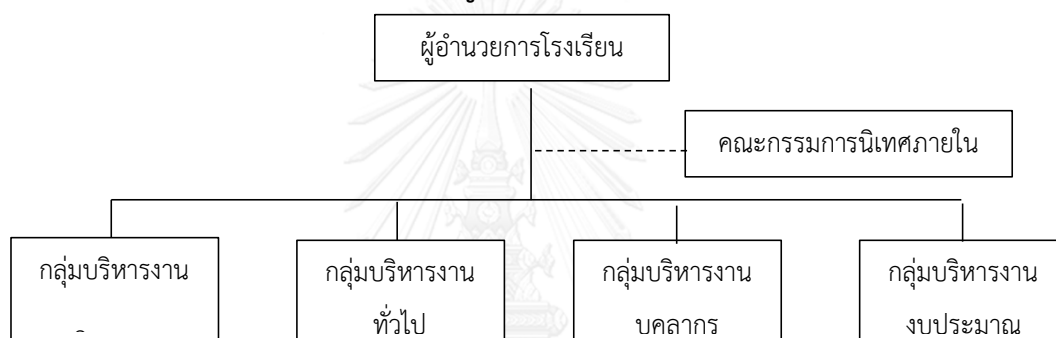 ผู้อำนวยการโรงเรียน
คณะกรรมการนิเทศภายใน
กลุ่มบริหารงาน
กลุ่มบริหารงาน
ทั่วไป
กลุ่มบริหารงาน
บุคลากร
กลุ่มบริหารงาน
งบประมาณ